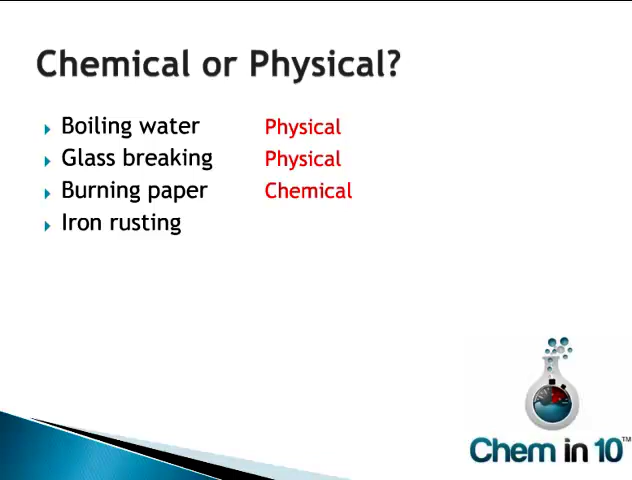 Chemical or Physical?
Boiling water Physical
Glass breaking Physical
Burning paper Chemical
Iron rusting
Chem in 10™